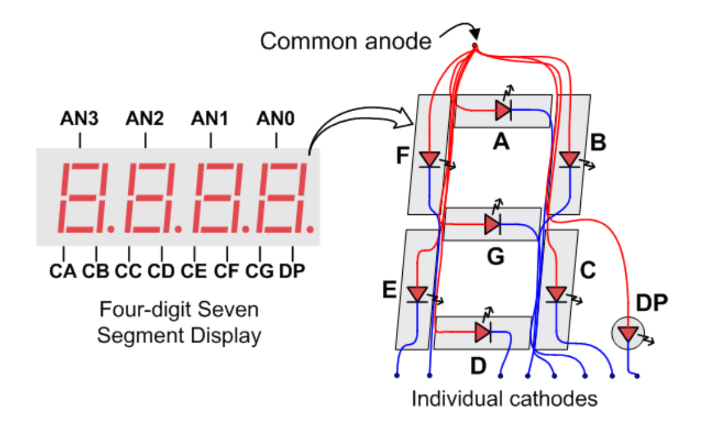 Common anode
AN3 AN2 AN1 AN0
A
B
F
G
E
C
DP
D
CA CB CC CD CE CF CG DP
Four-digit Seven
Segment Display
Individual cathodes